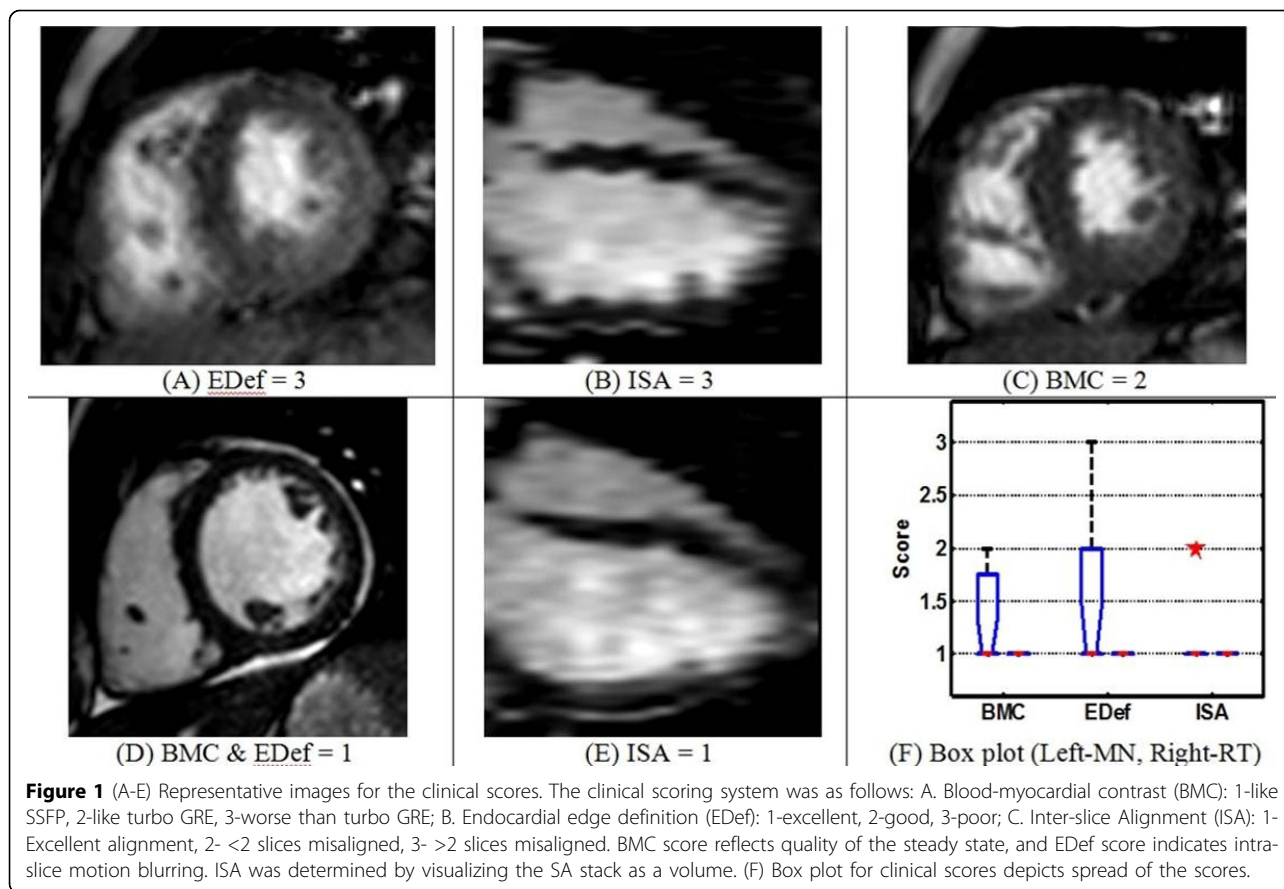 (A) EDef = 3
(B) ISA = 3
(C) BMC = 2
(D) BMC & EDef = 1
(E) ISA = 1
Score
3
2.5
2
1.5
1
BMC EDef ISA
(F) Box plot (Left-MN, Right-RT)
Figure 1 (A-E) Representative images for the clinical scores. The clinical scoring system was as follows: A. Blood-myocardial contrast (BMC): 1-like
SSFP, 2-like turbo GRE, 3-worse than turbo GRE; B. Endocardial edge definition (EDef): 1-excellent, 2-good, 3-poor; C. Inter-slice Alignment (ISA): 1-
Excellent alignment, 2- <2 slices misaligned, 3- >2 slices misaligned. BMC score reflects quality of the steady state, and EDef score indicates intra-
slice motion blurring. ISA was determined by visualizing the SA stack as a volume. (F) Box plot for clinical scores depicts spread of the scores.